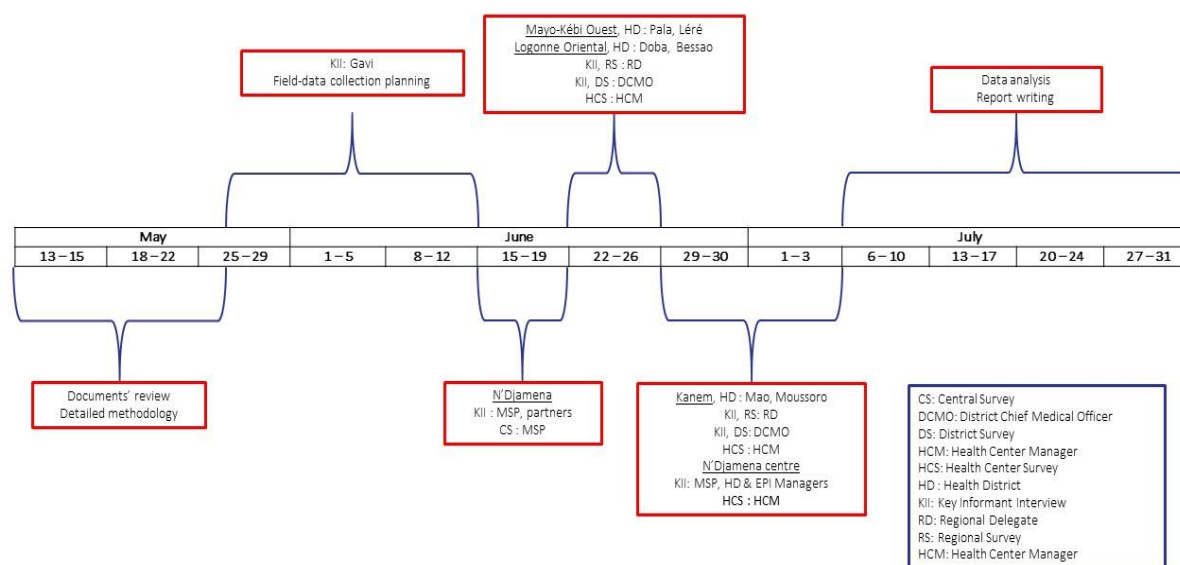 Mayo-Kébi Ouest, HD : Pala, Léré
Logonne Oriental, HD : Doba, Bessao
KII, RS : RD
KII, DS : DCMO
HCS : HCM
KII: Gavi
Field-data collection planning
Data analysis
Report writing
May
June
July
13 – 15
18 – 22
25 – 29
1 – 5
8 – 12
15 – 19
22 – 26
29 – 30
1 – 3
6 – 10
13 – 17
20 – 24
27 – 31
Documents’ review
Detailed methodology
N’Djamena
KII : MSP, partners
CS : MSP
Kanem, HD : Mao, Moussoro
KII, RS: RD
KII, DS: DCMO
HCS : HCM
N’Djamena centre
KII: MSP, HD & EPI Managers
HCS : HCM
CS: Central Survey
DCMO: District Chief Medical Officer
DS: District Survey
HCM: Health Center Manager
HCS: Health Center Survey
HD : Health District
KII: Key Informant Interview
RD: Regional Delegate
RS: Regional Survey
HCM: Health Center Manager